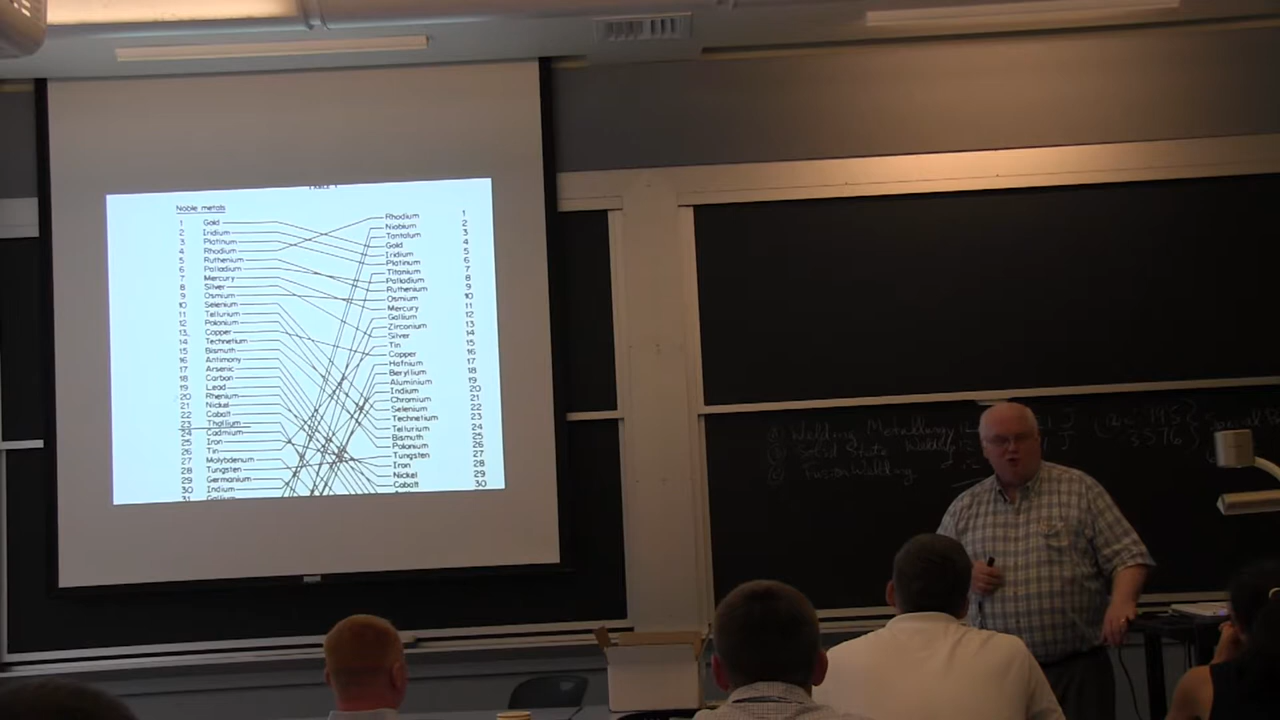 Noble metals
1 Gold
2 Iridium
3 Platinum
4 Rhodium
5 Ruthenium
6 Palladium
7 Mercury
8 Silver
9 Osmium
10 Selenium
11 Tellurium
12 Polonium
13 Copper
14 Technetium
15 Bismuth
16 Antimony
17 Arsenic
18 Carbon
19 Lead
20 Rhenium
21 Nickel
22 Cobalt
23 Thallium
24 Cadmium
25 Iron
26 Tin
27 Molybdenum
28 Tungsten
29 Germanium
30 Indium
31 Gallium
Rhodium 1
Niobium 2
Tantalum 3
Gold 4
Iridium 5
Platinum 6
Titanium 7
Palladium 8
Ruthenium 9
Osmium 10
Mercury 11
Gallium 12
Zirconium 13
Silver 14
Tin 15
Copper 16
Hafnium 17
Beryllium 18
Aluminium 19
Indium 20
Chromium 21
Selenium 22
Technetium 23
Tellurium 24
Bismuth 25
Polonium 26
Tungsten 27
Iron 28
Nickel 29
Cobalt 30
Welding Metallurgy
Solid State Welding
Fusion Welding